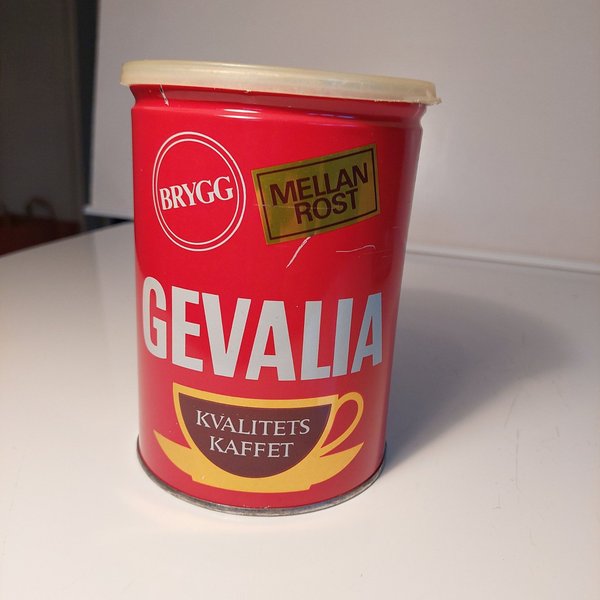 BRYGG
MELLAN
ROST
GEVALIA
KVALITETS
KAFFET